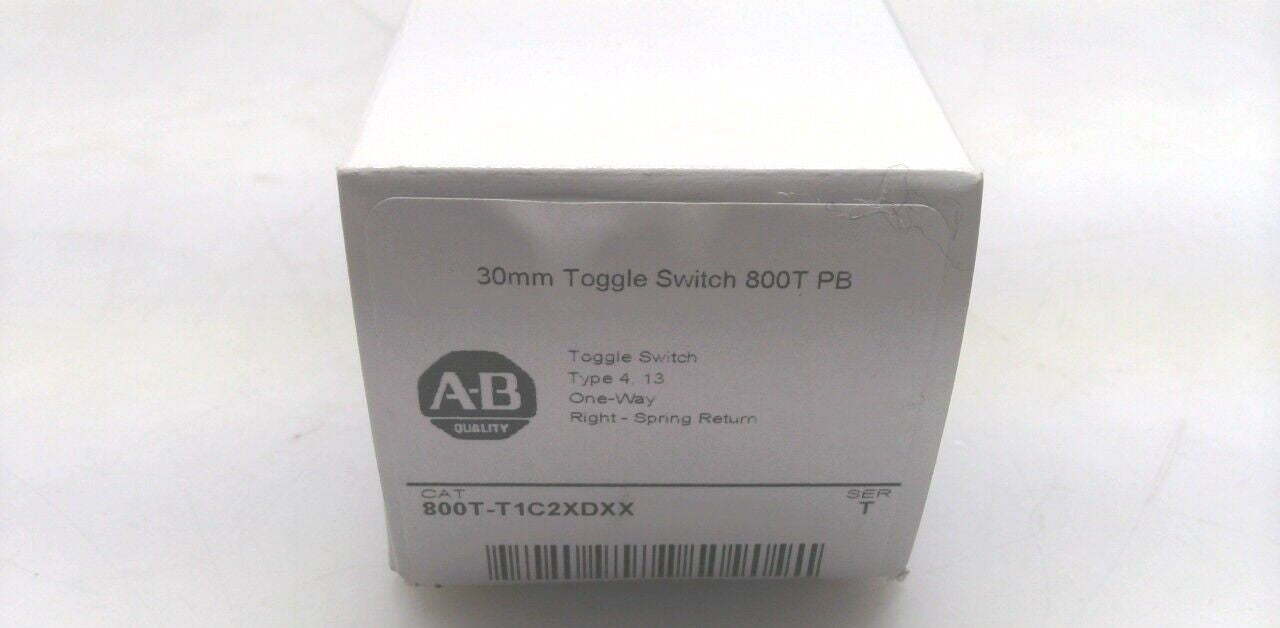 30mm Toggle Switch 800T PB
A-B
QUALITY
Toggle Switch
Type 4, 13
One-Way
Right - Spring Return
CAT
SER
800T-T1C2XDXX
T